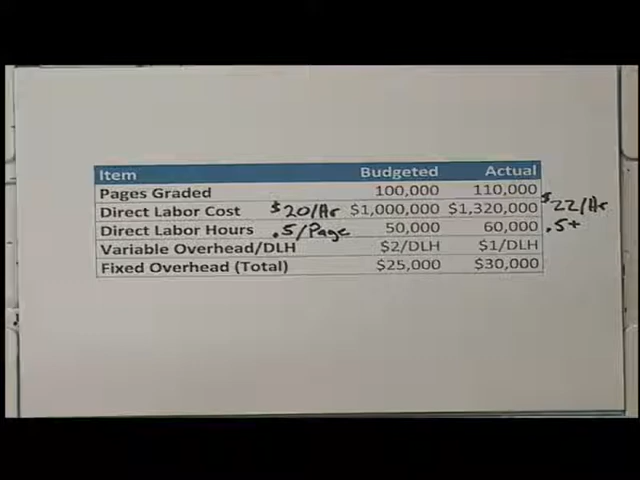 Item Budgeted Actual
Pages Graded 100,000 110,000
Direct Labor Cost $20/Hr $1,000,000 $1,320,000 $22/Hr
Direct Labor Hours .5/Page 50,000 60,000 .5+
Variable Overhead/DLH $2/DLH $1/DLH
Fixed Overhead (Total) $25,000 $30,000